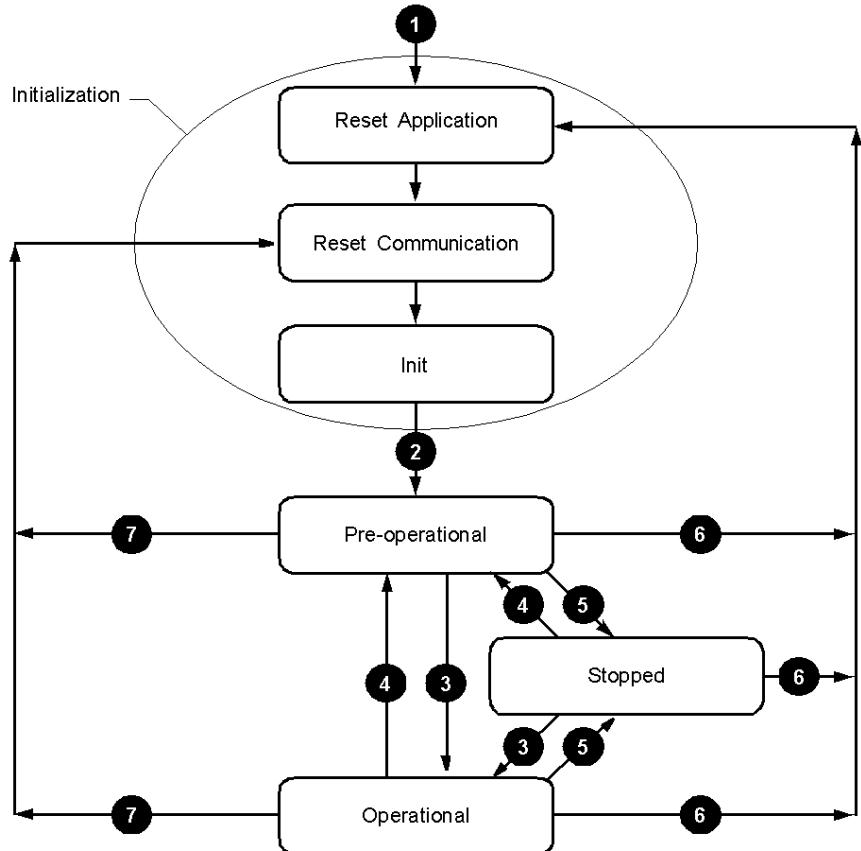 1
Initialization
Reset Application
Reset Communication
Init
2
7
Pre-operational
6
4
5
4
3
Stopped
6
3
5
7
Operational
6